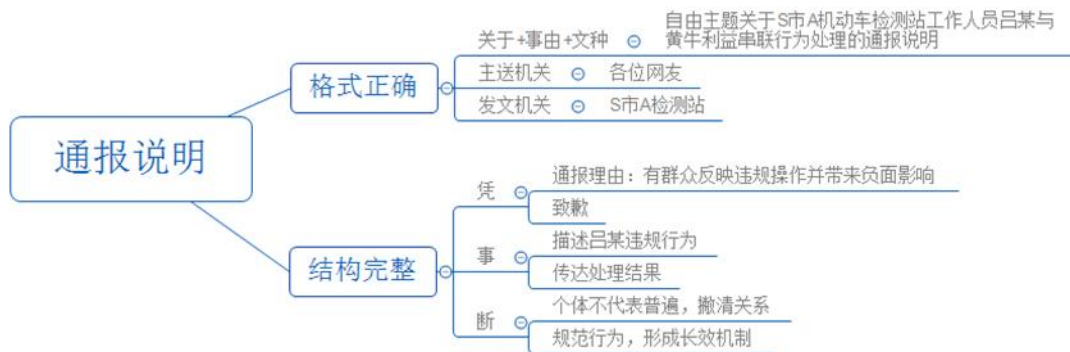 通报说明
格式正确
关于+事由+文种
自由主题关于S市A机动车检测站工作人员吕某与
黄牛利益串联行为处理的通报说明
主送机关
各位网友
发文机关
S市A检测站
结构完整
凭
通报理由：有群众反映违规操作并带来负面影响
致歉
事
描述吕某违规行为
传达处理结果
断
个体不代表普遍，撇清关系
规范行为，形成长效机制